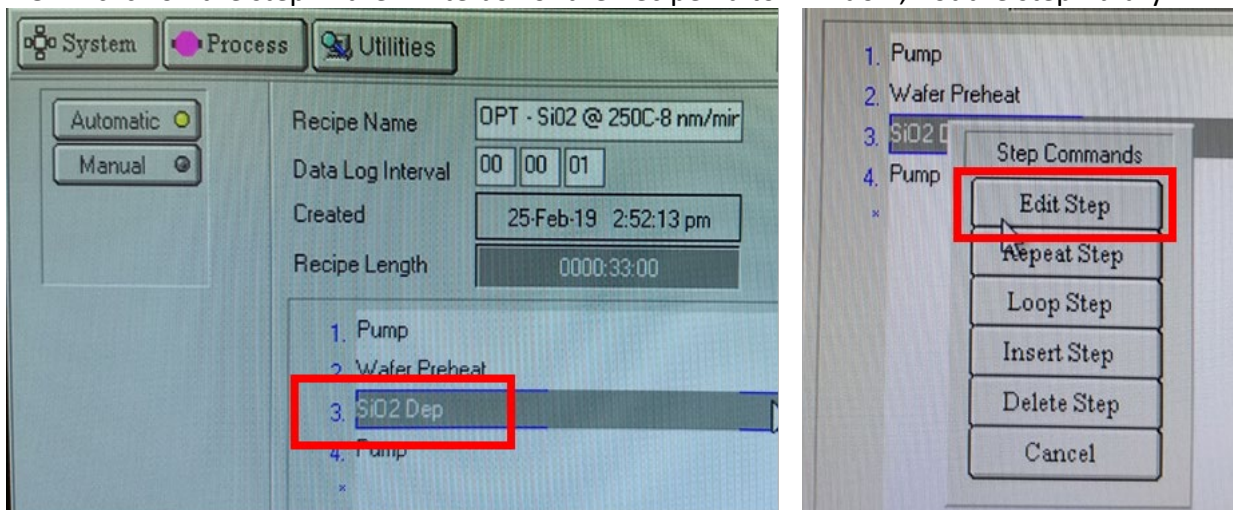 System Process Utilities
Automatic
Manual
Recipe Name OPT - SiO2 @ 250C-8 nm/mir
Data Log Interval 00 00 01
Created 25-Feb-19 2:52:13 pm
Recipe Length 0000:33:00
1. Pump
2. Wafer Preheat
3. SiO2 Dep
4. Pump
*
1. Pump
2. Wafer Preheat
3. SiO2 D
4. Pump
*
Step Commands
Edit Step
Repeat Step
Loop Step
Insert Step
Delete Step
Cancel